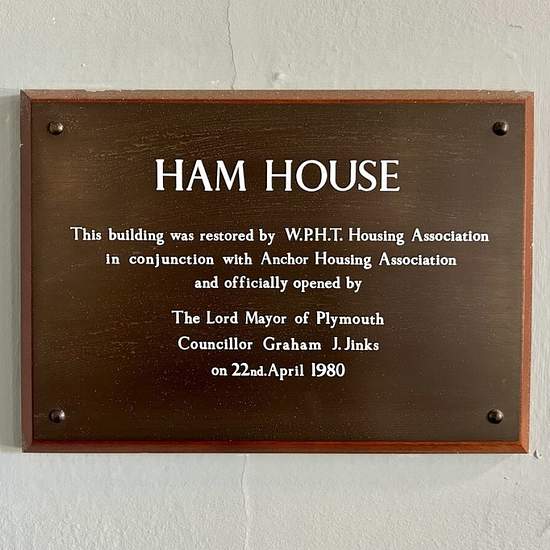 HAM HOUSE
This building was restored by W.P.H.T. Housing Association
in conjunction with Anchor Housing Association
and officially opened by
The Lord Mayor of Plymouth
Councillor Graham J. Jinks
on 22nd. April 1980